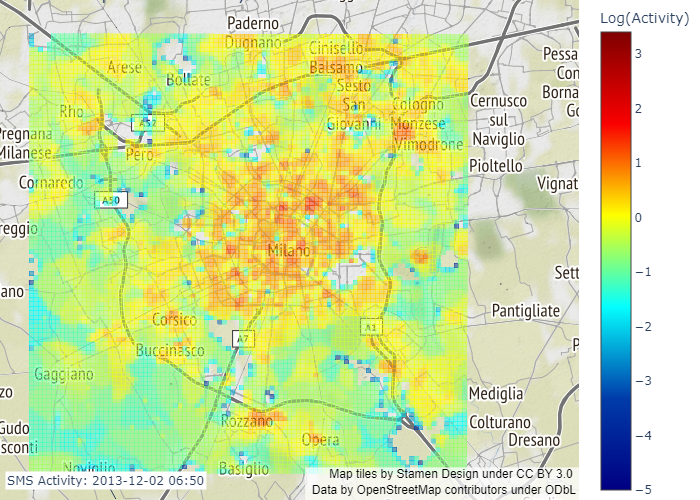 Paderno
Dugnano
Cinisello
Balsamo
Arese
Bollate
Sesto
San
Giovanni
Rho
Cologno
Monzese
Vimodrone
Cernusco
sul
Naviglio
Pioltello
Pessa
Con
Borna
Go
A52
Pero
Pregnana
Milanese
Cornaredo
A50
reggio
Vignat
Milano
Sett
ano
Corsico
A7
A1
Pantigliate
Buccinasco
P
Gaggiano
zo
Mediglia
Gudo
sconti
Rozzano
Opera
Colturano
Dresano
Noviglio
Basiglio
SMS Activity: 2013-12-02 06:50
Map tiles by Stamen Design under CC BY 3.0
Data by OpenStreetMap contributors under ODbL
Log(Activity)
3
2
1
0
−1
−2
−3
−4
−5